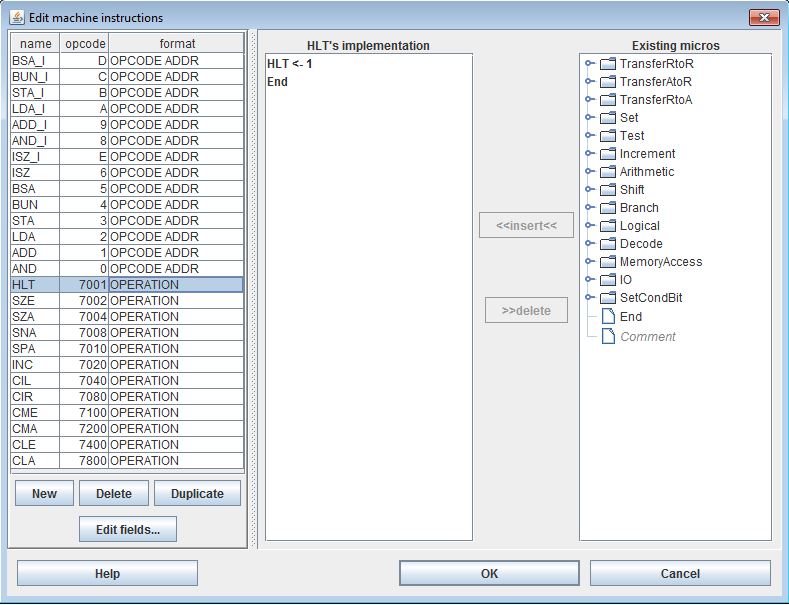 Edit machine instructions
name opcode format
BSA_I D OPCODE ADDR
BUN_I C OPCODE ADDR
STA_I B OPCODE ADDR
LDA_I A OPCODE ADDR
ADD_I 9 OPCODE ADDR
AND_I 8 OPCODE ADDR
ISZ_I E OPCODE ADDR
ISZ 6 OPCODE ADDR
BSA 5 OPCODE ADDR
BUN 4 OPCODE ADDR
STA 3 OPCODE ADDR
LDA 2 OPCODE ADDR
ADD 1 OPCODE ADDR
AND 0 OPCODE ADDR
HLT 7001 OPERATION
SZE 7002 OPERATION
SZA 7004 OPERATION
SNA 7008 OPERATION
SPA 7010 OPERATION
INC 7020 OPERATION
CIL 7040 OPERATION
CIR 7080 OPERATION
CME 7100 OPERATION
CMA 7200 OPERATION
CLE 7400 OPERATION
CLA 7800 OPERATION
New Delete Duplicate
Edit fields...
HLT's implementation
HLT <- 1
End
<<insert<<
>>delete
Existing micros
TransferRtoR
TransferAtoR
TransferRtoA
Set
Test
Increment
Arithmetic
Shift
Branch
Logical
Decode
MemoryAccess
IO
SetCondBit
End
Comment
Help OK Cancel